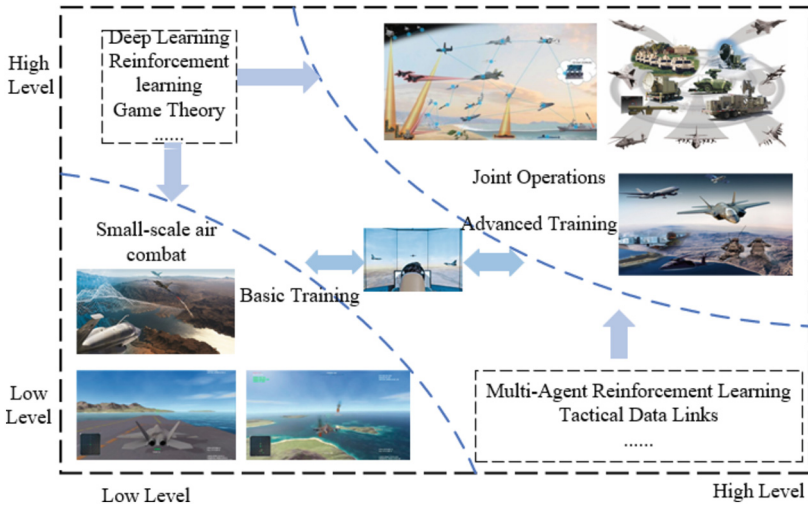 High
Level
Deep Learning
Reinforcement
learning
Game Theory
......
Joint Operations
Advanced Training
Small-scale air
combat
Basic Training
Low
Level
Multi-Agent Reinforcement Learning
Tactical Data Links
......
Low Level
High Level